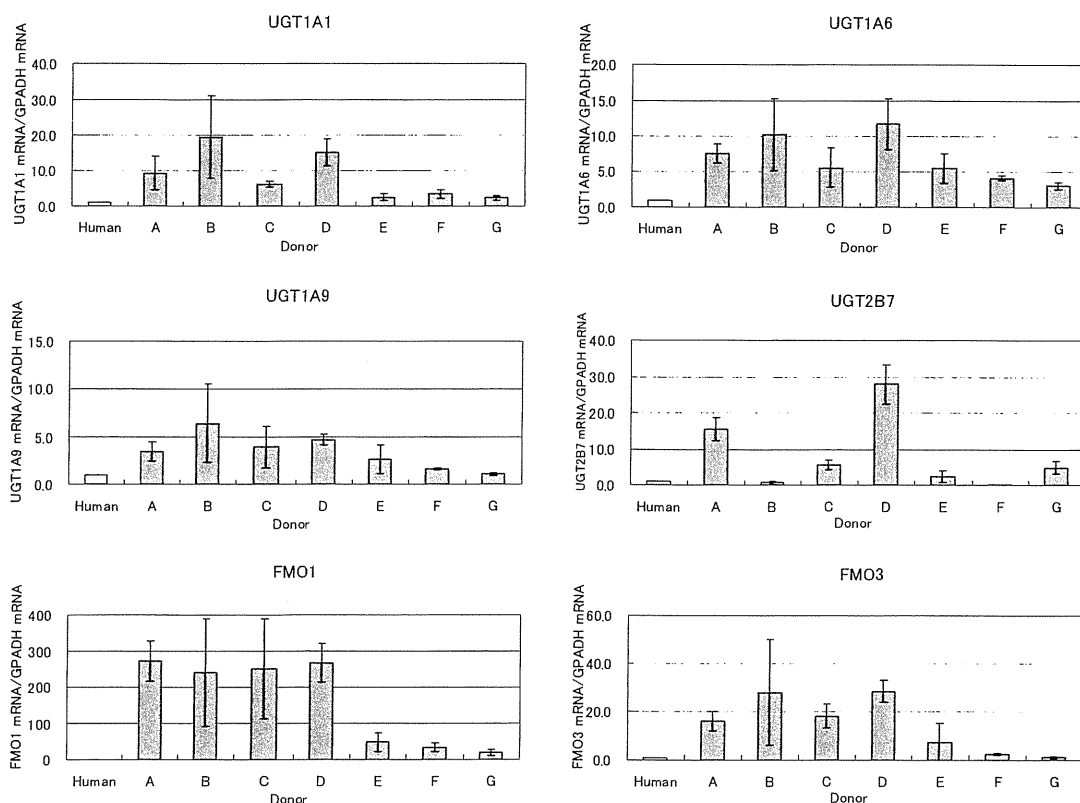 UGT1A1
UGT1A1 mRNA/GPADH mRNA
40.0
30.0
20.0
10.0
0.0
Human A B C D E F G
Donor
UGT1A6
UGT1A6 mRNA/GPADH mRNA
20.0
15.0
10.0
5.0
0.0
Human A B C D E F G
Donor
UGT1A9
UGT1A9 mRNA/GPADH mRNA
15.0
10.0
5.0
0.0
Human A B C D E F G
Donor
UGT2B7
UGT2B7 mRNA/GPADH mRNA
40.0
30.0
20.0
10.0
0.0
Human A B C D E F G
Donor
FMO1
FMO1 mRNA/GPADH mRNA
400
300
200
100
0
Human A B C D E F G
Donor
FMO3
FMO3 mRNA/GPADH mRNA
60.0
40.0
20.0
0.0
Human A B C D E F G
Donor